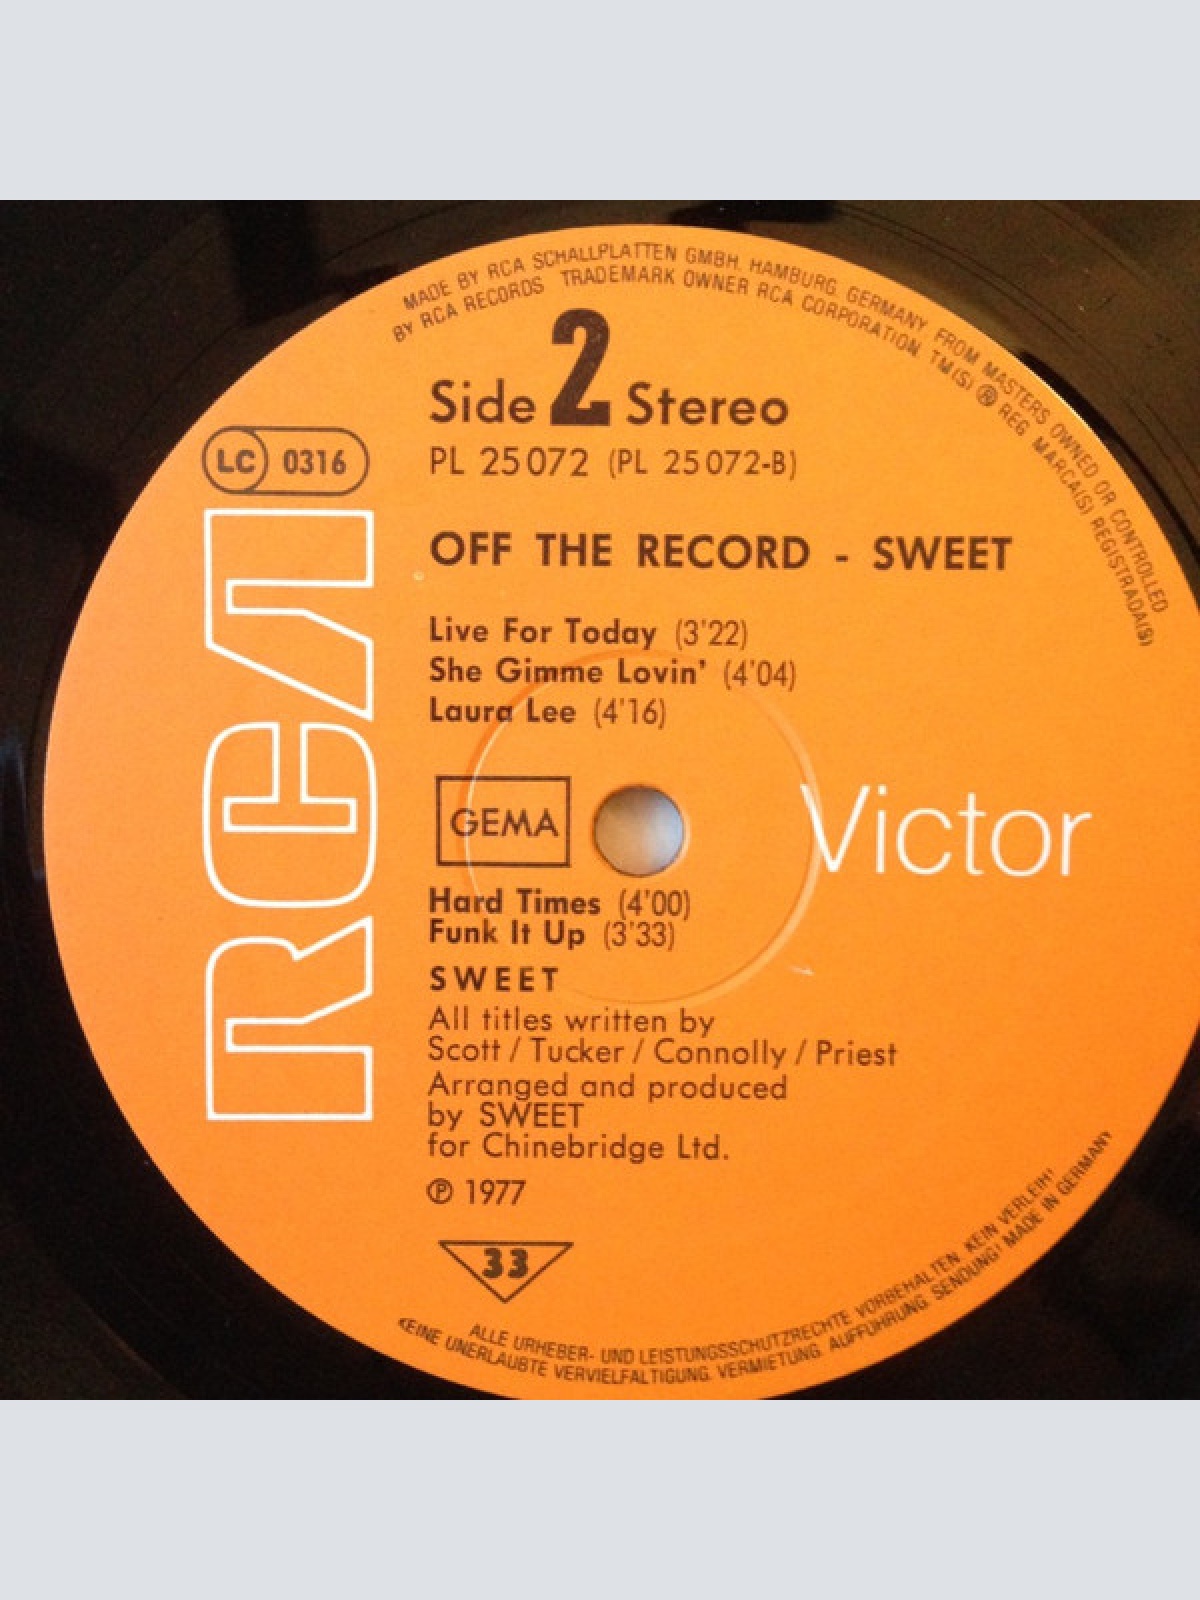 MADE BY RCA SCHALLPLATTEN GMBH. HAMBURG. GERMANY. FROM MASTERS OWNED OR CONTROLLED
BY RCA RECORDS TRADEMARK OWNER RCA CORPORATION. TM(S) ® REG MARCA(S) REGISTRADA(S)
Side 2 Stereo
LC 0316
PL 25072 (PL 25072-B)
OFF THE RECORD - SWEET
Live For Today (3'22)
She Gimme Lovin' (4'04)
Laura Lee (4'16)
RCA
GEMA
Victor
Hard Times (4'00)
Funk It Up (3'33)
SWEET
All titles written by
Scott / Tucker / Connolly / Priest
Arranged and produced
by SWEET
for Chinebridge Ltd.
℗ 1977
33
ALLE URHEBER- UND LEISTUNGSSCHUTZRECHTE VORBEHALTEN. KEIN VERLEIH!
KEINE UNERLAUBTE VERVIELFÄLTIGUNG. VERMIETUNG. AUFFÜHRUNG. SENDUNG! MADE IN GERMANY